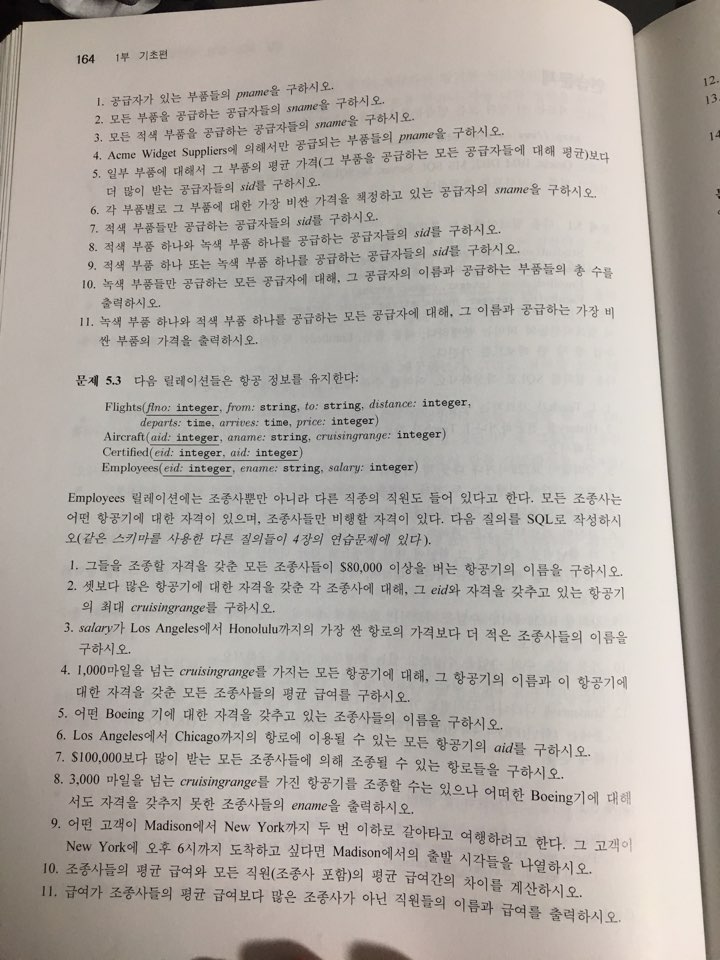 164 1부 기초편
1. 공급자가 있는 부품들의 pname을 구하시오.
2. 모든 부품을 공급하는 공급자들의 sname을 구하시오.
3. 모든 적색 부품을 공급하는 공급자들의 sname을 구하시오.
4. Acme Widget Suppliers에 의해서만 공급되는 부품들의 pname을 구하시오.
5. 일부 부품에 대해서 그 부품의 평균 가격(그 부품을 공급하는 모든 공급자들에 대해 평균)보다
더 많이 받는 공급자들의 sid를 구하시오.
6. 각 부품별로 그 부품에 대한 가장 비싼 가격을 책정하고 있는 공급자의 sname을 구하시오.
7. 적색 부품들만 공급하는 공급자들의 sid를 구하시오.
8. 적색 부품 하나와 녹색 부품 하나를 공급하는 공급자들의 sid를 구하시오.
9. 적색 부품 하나 또는 녹색 부품 하나를 공급하는 공급자들의 sid를 구하시오.
10. 녹색 부품들만 공급하는 모든 공급자에 대해, 그 공급자의 이름과 공급하는 부품들의 총 수를
출력하시오.
11. 녹색 부품 하나와 적색 부품 하나를 공급하는 모든 공급자에 대해, 그 이름과 공급하는 가장 비
싼 부품의 가격을 출력하시오.
문제 5.3 다음 릴레이션들은 항공 정보를 유지한다:
Flights(flno: integer, from: string, to: string, distance: integer,
departs: time, arrives: time, price: integer)
Aircraft(aid: integer, aname: string, cruisingrange: integer)
Certified(eid: integer, aid: integer)
Employees(eid: integer, ename: string, salary: integer)
Employees 릴레이션에는 조종사뿐만 아니라 다른 직종의 직원도 들어 있다고 한다. 모든 조종사는
어떤 항공기에 대한 자격이 있으며, 조종사들만 비행할 자격이 있다. 다음 질의를 SQL로 작성하시
오(같은 스키마를 사용한 다른 질의들이 4장의 연습문제에 있다).
1. 그들을 조종할 자격을 갖춘 모든 조종사들이 $80,000 이상을 버는 항공기의 이름을 구하시오.
2. 셋보다 많은 항공기에 대한 자격을 갖춘 각 조종사에 대해, 그 eid와 자격을 갖추고 있는 항공기
의 최대 cruisingrange를 구하시오.
3. salary가 Los Angeles에서 Honolulu까지의 가장 싼 항로의 가격보다 더 적은 조종사들의 이름을
구하시오.
4. 1,000마일을 넘는 cruisingrange를 가지는 모든 항공기에 대해, 그 항공기의 이름과 이 항공기에
대한 자격을 갖춘 모든 조종사들의 평균 급여를 구하시오.
5. 어떤 Boeing 기에 대한 자격을 갖추고 있는 조종사들의 이름을 구하시오.
6. Los Angeles에서 Chicago까지의 항로에 이용될 수 있는 모든 항공기의 aid를 구하시오.
7. $100,000보다 많이 받는 모든 조종사들에 의해 조종될 수 있는 항로들을 구하시오.
8. 3,000 마일을 넘는 cruisingrange를 가진 항공기를 조종할 수는 있으나 어떠한 Boeing기에 대해
서도 자격을 갖추지 못한 조종사들의 ename을 출력하시오.
9. 어떤 고객이 Madison에서 New York까지 두 번 이하로 갈아타고 여행하려고 한다. 그 고객이
New York에 오후 6시까지 도착하고 싶다면 Madison에서의 출발 시각들을 나열하시오.
10. 조종사들의 평균 급여와 모든 직원(조종사 포함)의 평균 급여간의 차이를 계산하시오.
11. 급여가 조종사들의 평균 급여보다 많은 조종사가 아닌 직원들의 이름과 급여를 출력하시오.
12.
13.
14